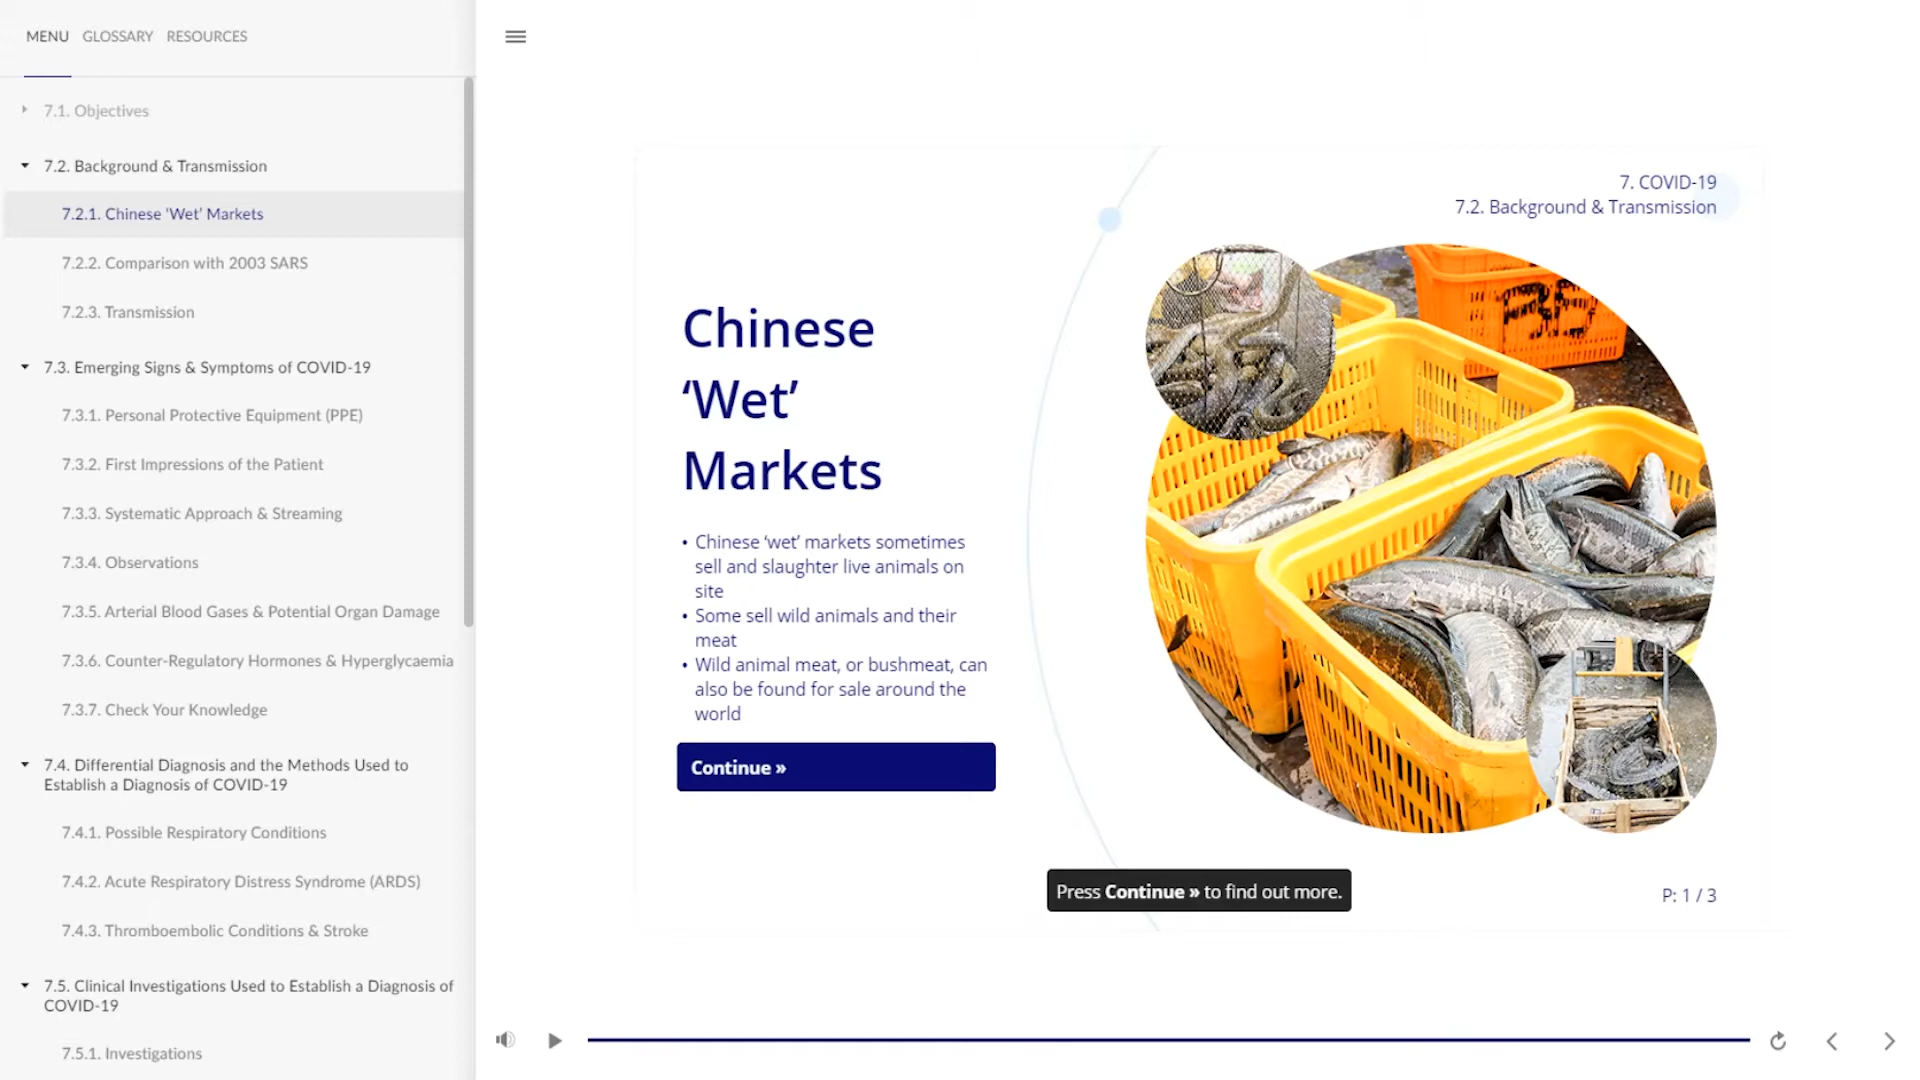 MENU GLOSSARY RESOURCES
7.1. Objectives
7.2. Background & Transmission
7.2.1. Chinese ‘Wet’ Markets
7.2.2. Comparison with 2003 SARS
7.2.3. Transmission
7.3. Emerging Signs & Symptoms of COVID-19
7.3.1. Personal Protective Equipment (PPE)
7.3.2. First Impressions of the Patient
7.3.3. Systematic Approach & Streaming
7.3.4. Observations
7.3.5. Arterial Blood Gases & Potential Organ Damage
7.3.6. Counter-Regulatory Hormones & Hyperglycaemia
7.3.7. Check Your Knowledge
7.4. Differential Diagnosis and the Methods Used to
Establish a Diagnosis of COVID-19
7.4.1. Possible Respiratory Conditions
7.4.2. Acute Respiratory Distress Syndrome (ARDS)
7.4.3. Thromboembolic Conditions & Stroke
7.5. Clinical Investigations Used to Establish a Diagnosis of
COVID-19
7.5.1. Investigations
7. COVID-19
7.2. Background & Transmission
Chinese
‘Wet’
Markets
• Chinese ‘wet’ markets sometimes
sell and slaughter live animals on
site
• Some sell wild animals and their
meat
• Wild animal meat, or bushmeat, can
also be found for sale around the
world
Continue »
Press Continue » to find out more.
P: 1 / 3